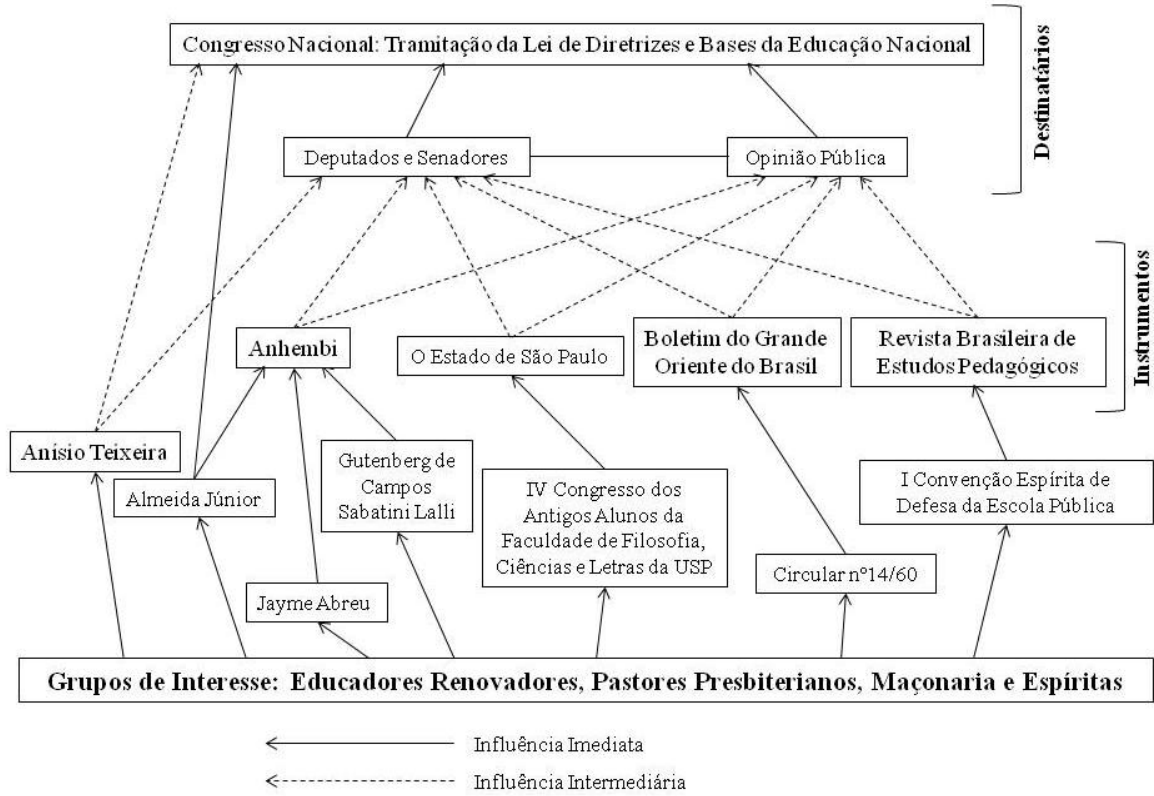 Congresso Nacional: Tramitação da Lei de Diretrizes e Bases da Educação Nacional
Destinatários
Deputados e Senadores
Opinião Pública
Instrumentos
Anhembi
O Estado de São Paulo
Boletim do Grande
Oriente do Brasil
Revista Brasileira de
Estudos Pedagógicos
Anísio Teixeira
Almeida Júnior
Gutenberg de
Campos
Sabatini Lalli
IV Congresso dos
Antigos Alunos da
Faculdade de Filosofia,
Ciências e Letras da USP
I Convenção Espírita de
Defesa da Escola Pública
Circular nº14/60
Jayme Abreu
Grupos de Interesse: Educadores Renovadores, Pastores Presbiterianos, Maçonaria e Espíritas
Influência Imediata
Influência Intermediária